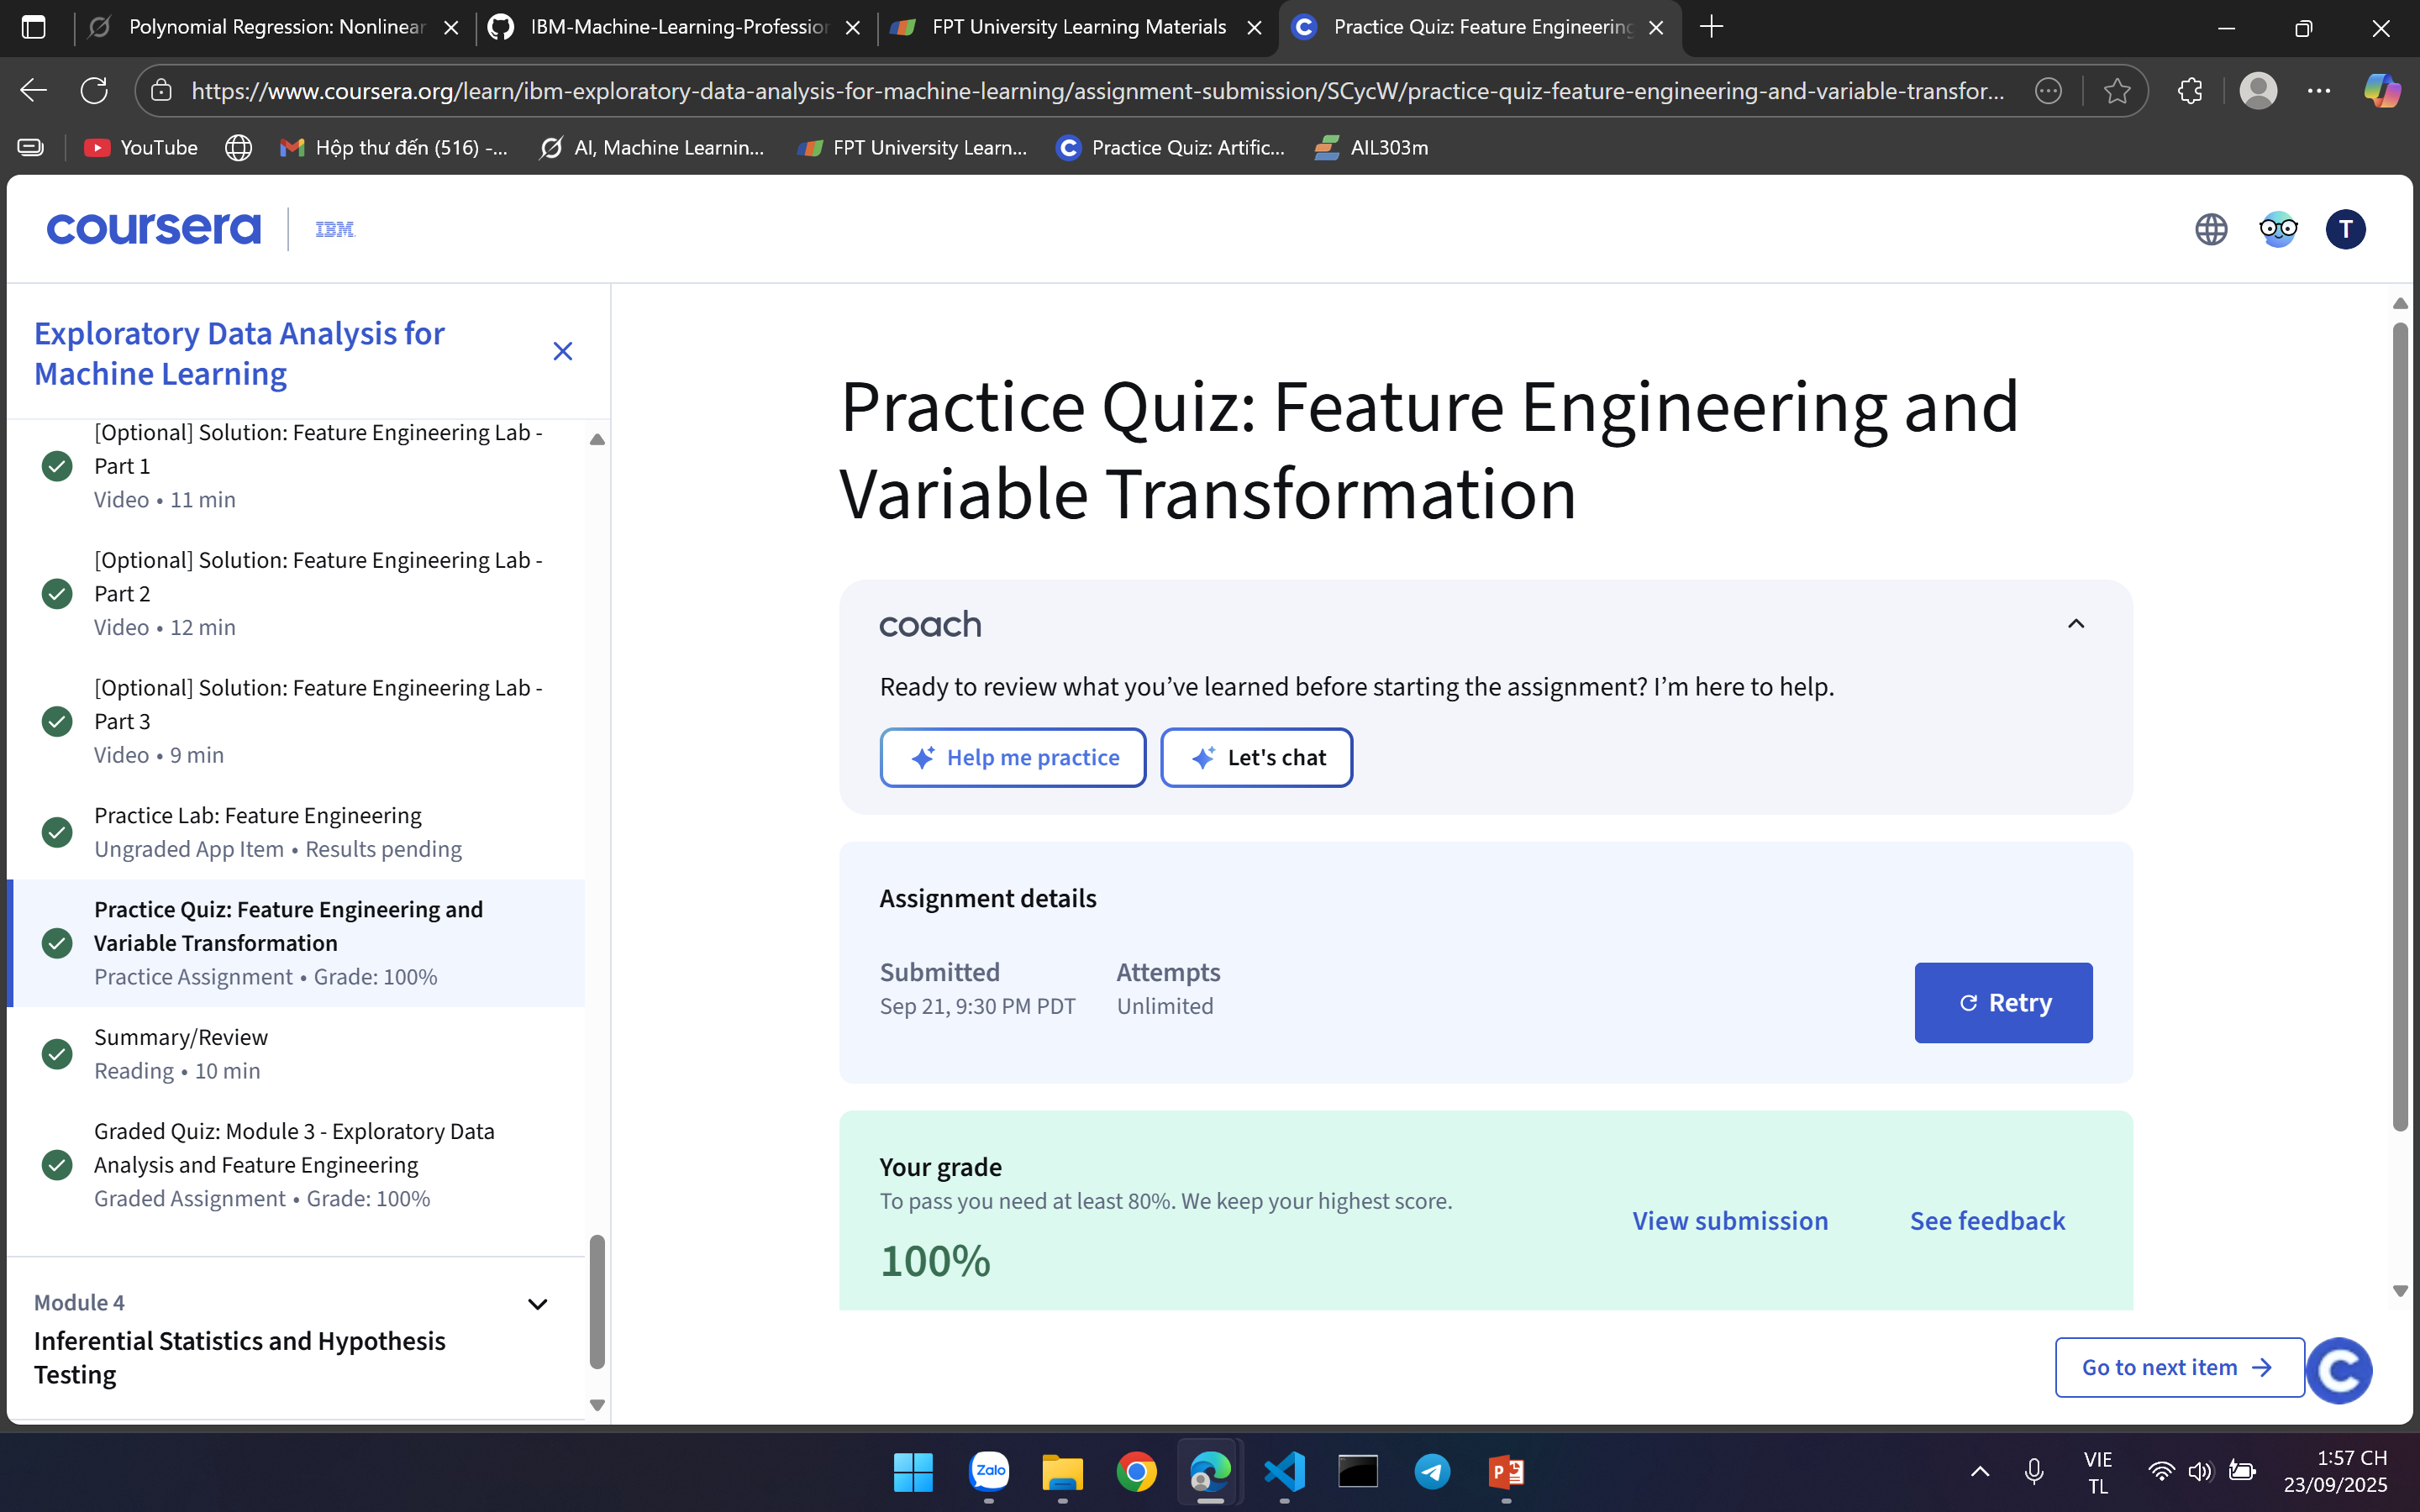 Polynomial Regression: Nonlinear
IBM-Machine-Learning-Profession
FPT University Learning Materials
Practice Quiz: Feature Engineering
https://www.coursera.org/learn/ibm-exploratory-data-analysis-for-machine-learning/assignment-submission/SCycW/practice-quiz-feature-engineering-and-variable-transfor...
YouTube
Hộp thư đến (516) -...
AI, Machine Learnin...
FPT University Learn...
Practice Quiz: Artific...
AIL303m
coursera
IBM
T
Exploratory Data Analysis for
Machine Learning
[Optional] Solution: Feature Engineering Lab -
Part 1
Video • 11 min
[Optional] Solution: Feature Engineering Lab -
Part 2
Video • 12 min
[Optional] Solution: Feature Engineering Lab -
Part 3
Video • 9 min
Practice Lab: Feature Engineering
Ungraded App Item • Results pending
Practice Quiz: Feature Engineering and
Variable Transformation
Practice Assignment • Grade: 100%
Summary/Review
Reading • 10 min
Graded Quiz: Module 3 - Exploratory Data
Analysis and Feature Engineering
Graded Assignment • Grade: 100%
Module 4
Inferential Statistics and Hypothesis
Testing
Practice Quiz: Feature Engineering and
Variable Transformation
coach
Ready to review what you’ve learned before starting the assignment? I’m here to help.
Help me practice
Let's chat
Assignment details
Submitted
Sep 21, 9:30 PM PDT
Attempts
Unlimited
Retry
Your grade
To pass you need at least 80%. We keep your highest score.
100%
View submission
See feedback
Go to next item
Zalo
VIE
TL
1:57 CH
23/09/2025